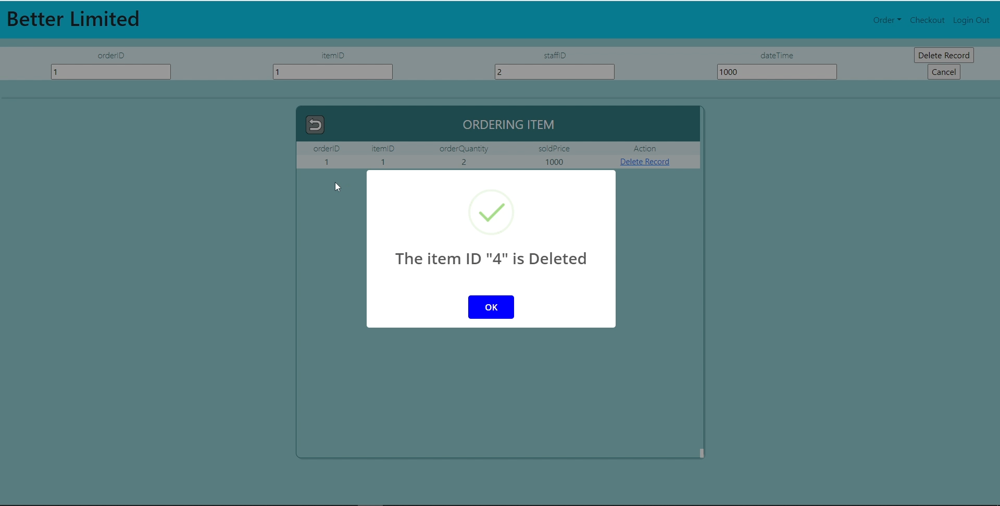 Better Limited
Order Checkout Login Out
orderID itemID staffID dateTime Delete Record
1 1 2 1000 Cancel
ORDERING ITEM
orderID itemID orderQuantity soldPrice Action
1 1 2 1000 Delete Record
The item ID "4" is Deleted
OK